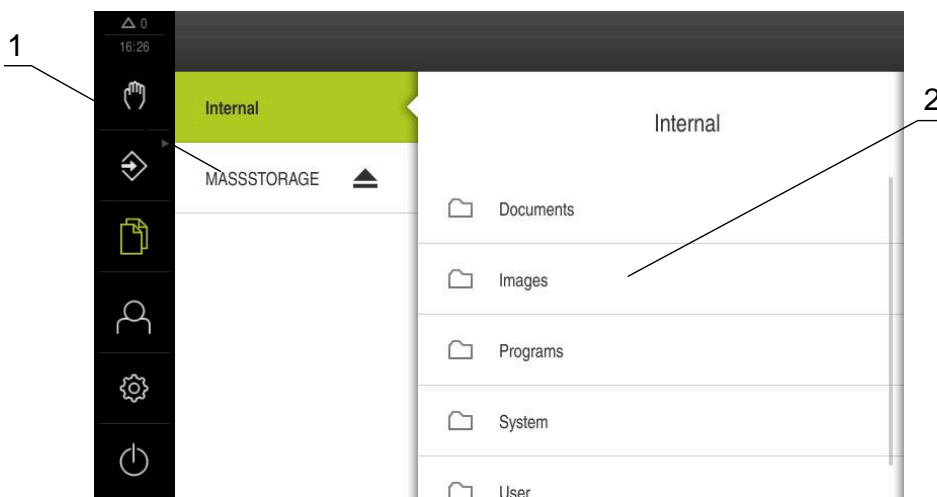 1
0
16:26
Internal
MASSSTORAGE
Internal
2
Documents
Images
Programs
System
User